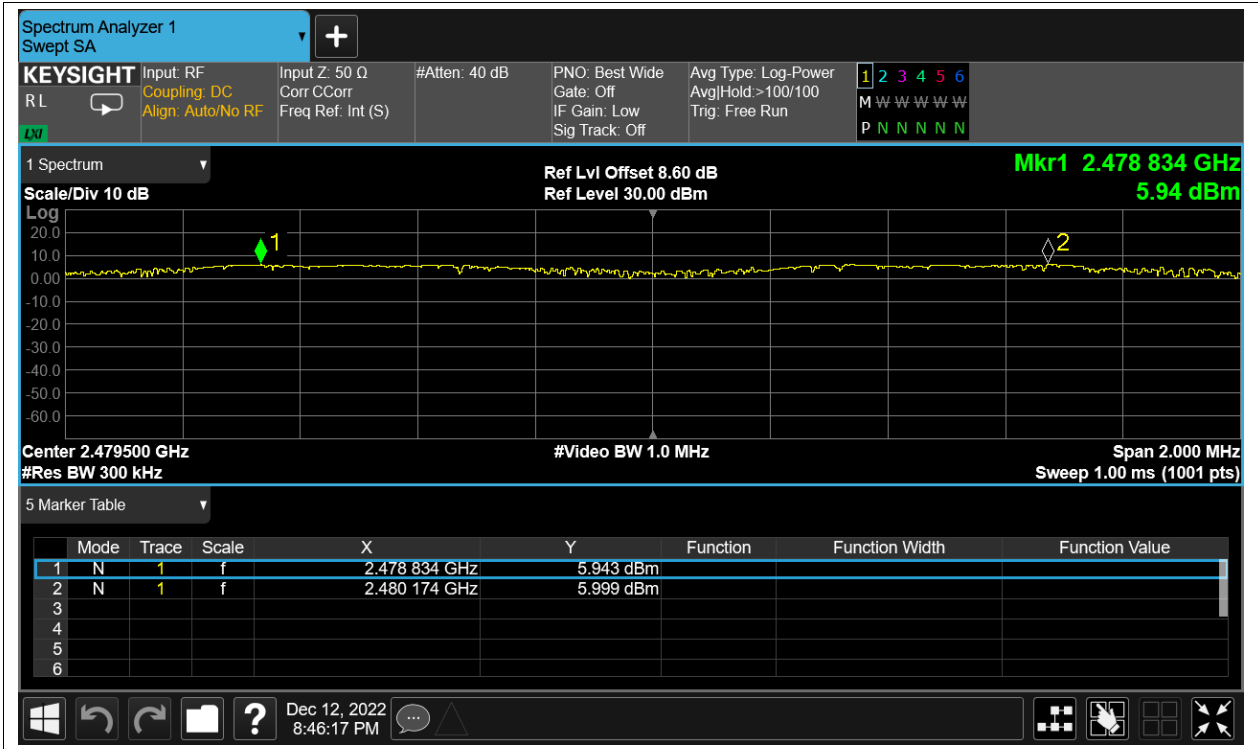 Spectrum Analyzer 1
Swept SA
KEYSIGHT
RL
LXI
Input: RF
Coupling: DC
Align: Auto/No RF
Input Z: 50 Ω
Corr CCorr
Freq Ref: Int (S)
#Atten: 40 dB
PNO: Best Wide
Gate: Off
IF Gain: Low
Sig Track: Off
Avg Type: Log-Power
Avg|Hold:>100/100
Trig: Free Run
1 2 3 4 5 6
M W W W W W
P N N N N N
1 Spectrum
Scale/Div 10 dB
Ref Lvl Offset 8.60 dB
Ref Level 30.00 dBm
Mkr1 2.478 834 GHz
5.94 dBm
Log
20.0
10.0
0.00
-10.0
-20.0
-30.0
-40.0
-50.0
-60.0
1
2
Center 2.479500 GHz
#Res BW 300 kHz
#Video BW 1.0 MHz
Span 2.000 MHz
Sweep 1.00 ms (1001 pts)
5 Marker Table
Mode Trace Scale X Y Function Function Width Function Value
1 N 1 f 2.478 834 GHz 5.943 dBm
2 N 1 f 2.480 174 GHz 5.999 dBm
3
4
5
6
?
Dec 12, 2022
8:46:17 PM